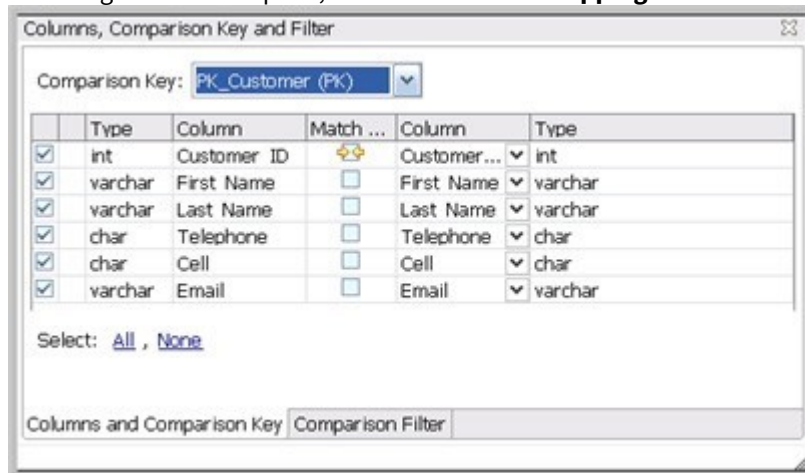 Columns, Comparison Key and Filter
Comparison Key: PK_Customer (PK)
Type Column Match ... Column Type
int Customer ID Customer... int
varchar First Name First Name varchar
varchar Last Name Last Name varchar
char Telephone Telephone char
char Cell Cell char
varchar Email Email varchar
Select: All , None
Columns and Comparison Key Comparison Filter